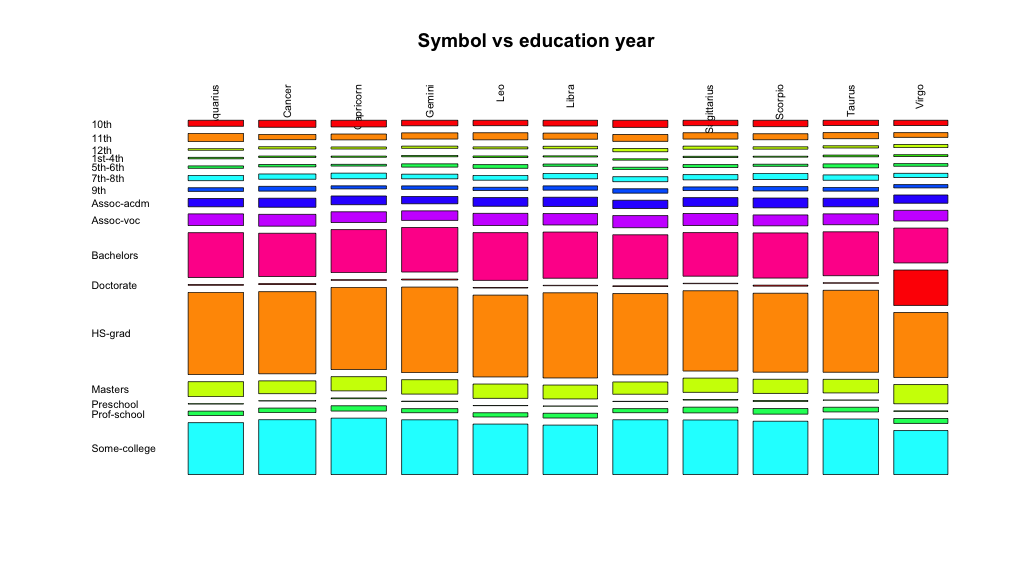 Symbol vs education year
quarius
Cancer
Capricorn
Gemini
Leo
Libra
Sagittarius
Scorpio
Taurus
Virgo
10th
11th
12th
1st-4th
5th-6th
7th-8th
9th
Assoc-acdm
Assoc-voc
Bachelors
Doctorate
HS-grad
Masters
Preschool
Prof-school
Some-college